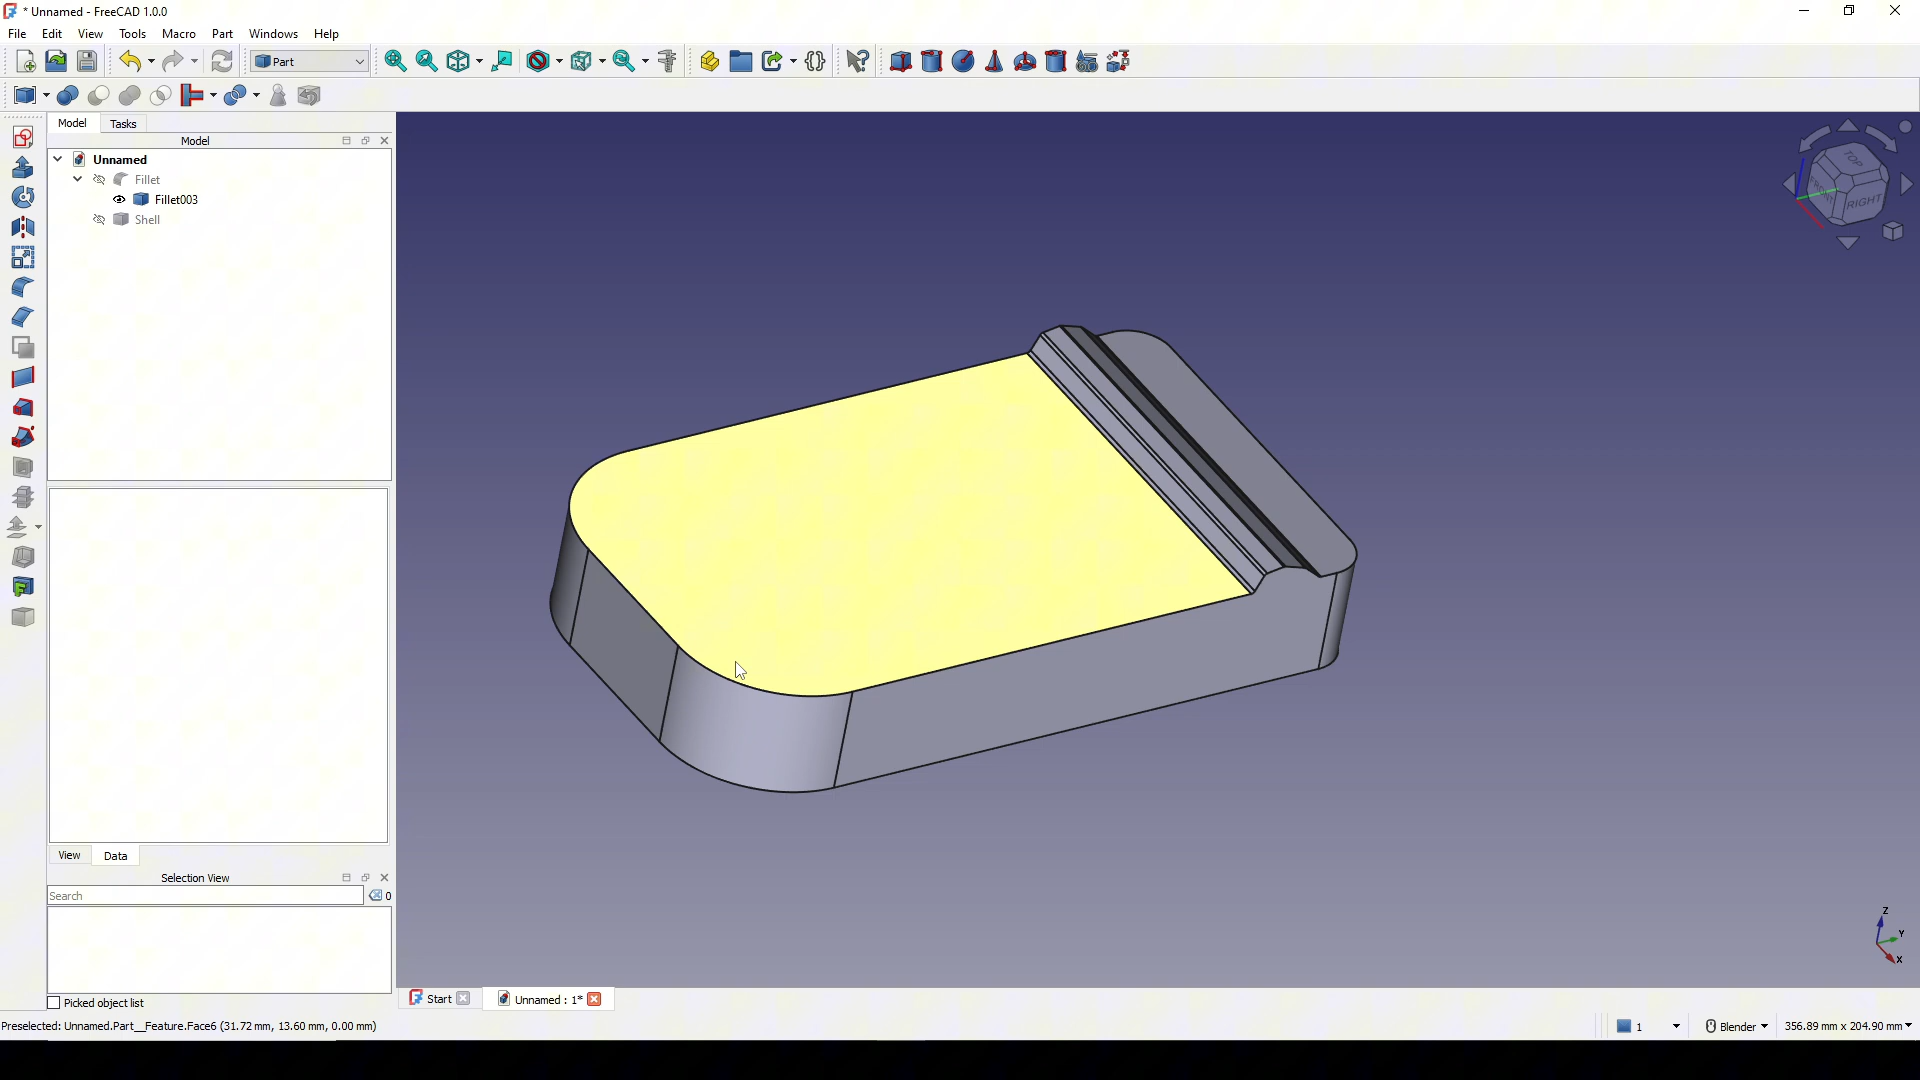 * Unnamed - FreeCAD 1.0.0
File Edit View Tools Macro Part Windows Help
Part
Model Tasks
Model
Unnamed
Fillet
Fillet003
Shell
View Data
Selection View
Search
0
Picked object list
TOP
FRONT
RIGHT
Z
Y
X
Start
Unnamed : 1*
Preselected: Unnamed.Part__Feature.Face6 (31.72 mm, 13.60 mm, 0.00 mm)
1
Blender
356.89 mm x 204.90 mm